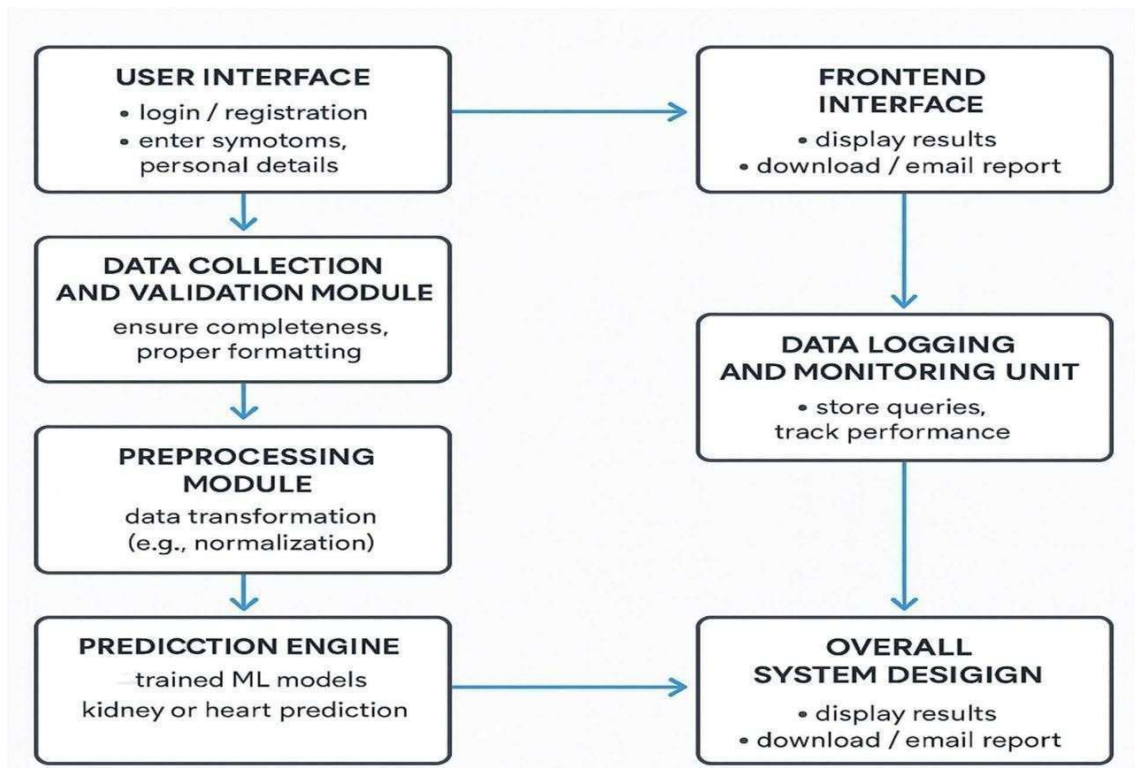 USER INTERFACE
• login / registration
• enter symotoms,
personal details
DATA COLLECTION
AND VALIDATION MODULE
ensure completeness,
proper formatting
PREPROCESSING
MODULE
data transformation
(e.g., normalization)
PREDICCTION ENGINE
trained ML models
kidney or heart prediction
FRONTEND
INTERFACE
• display results
• download / email report
DATA LOGGING
AND MONITORING UNIT
• store queries,
track performance
OVERALL
SYSTEM DESIGIGN
• display results
• download / email report